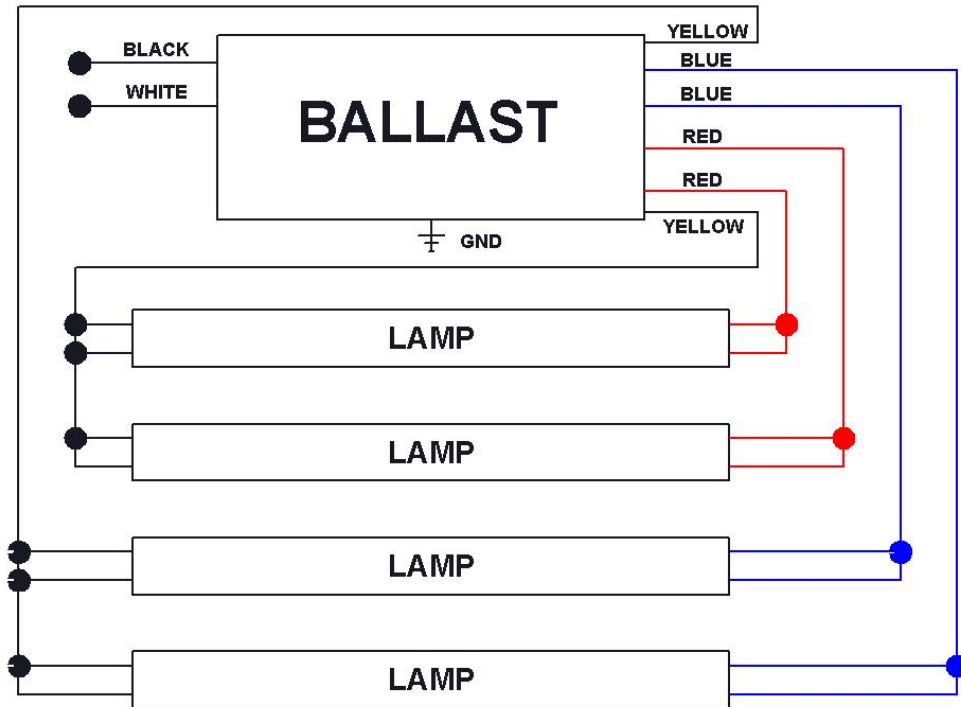 YELLOW
BLACK
BLUE
WHITE
BLUE
BALLAST
RED
RED
YELLOW
GND
LAMP
LAMP
LAMP
LAMP